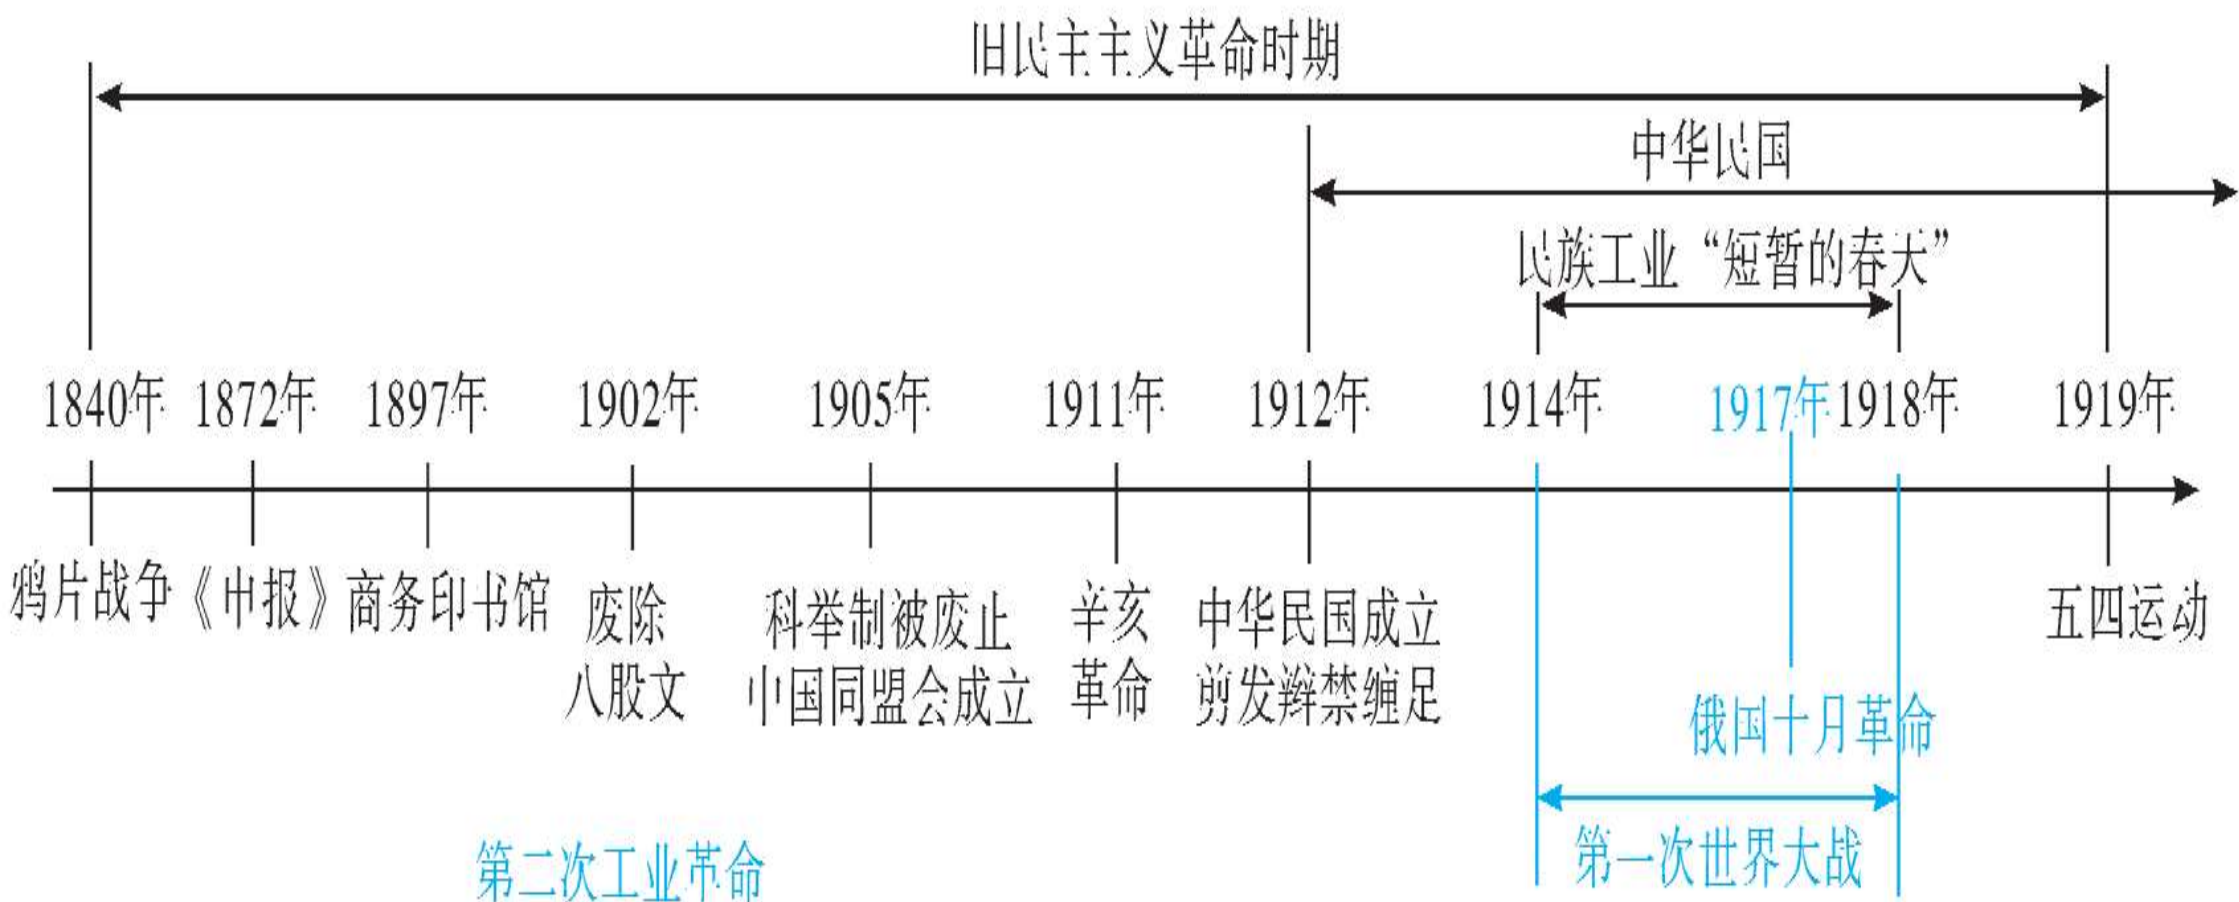 旧民主主义革命时期
中华民国
民族工业“短暂的春天”
1840年 1872年 1897年 1902年 1905年 1911年 1912年 1914年 1917年 1918年 1919年
鸦片战争 《申报》 商务印书馆 废除 科举制被废止 辛亥 中华民国成立 五四运动
八股文 中国同盟会成立 革命 剪发辫禁缠足
俄国十月革命
第一次世界大战
第二次工业革命